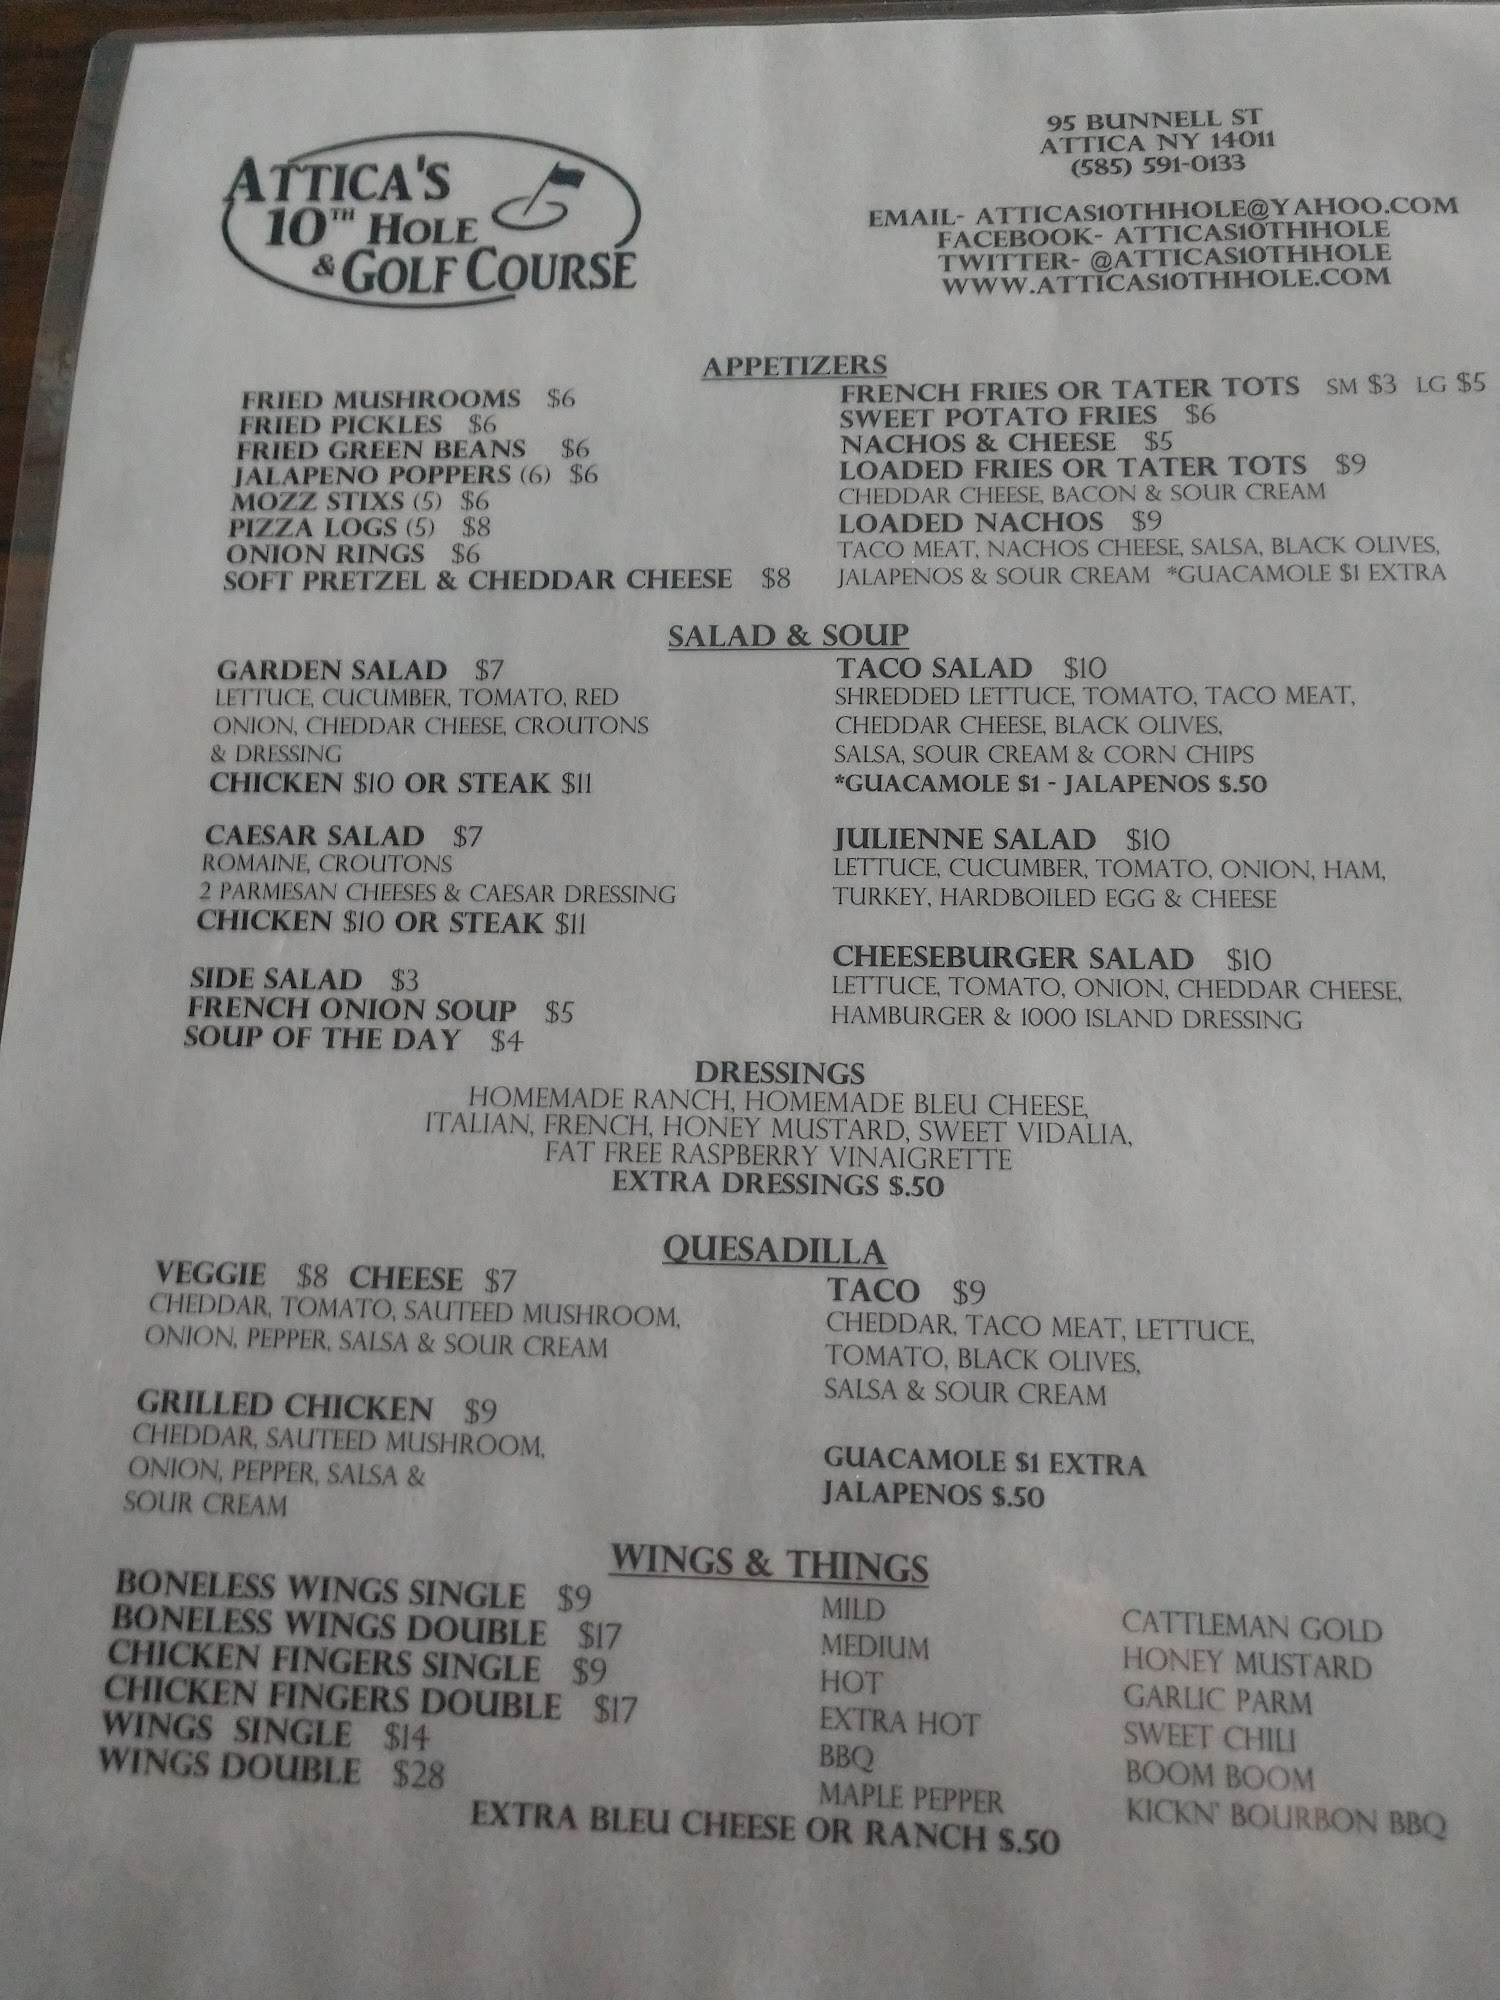 ATTICA'S
10TH HOLE
& GOLF COURSE
95 BUNNELL ST
ATTICA NY 14011
(585) 591-0133
EMAIL- ATTICAS10THHOLE@YAHOO.COM
FACEBOOK- ATTICAS10THHOLE
TWITTER- @ATTICAS10THHOLE
WWW.ATTICAS10THHOLE.COM
APPETIZERS
FRIED MUSHROOMS $6
FRIED PICKLES $6
FRIED GREEN BEANS $6
JALAPENO POPPERS (6) $6
MOZZ STIXS (5) $6
PIZZA LOGS (5) $8
ONION RINGS $6
SOFT PRETZEL & CHEDDAR CHEESE $8
FRENCH FRIES OR TATER TOTS SM $3 LG $5
SWEET POTATO FRIES $6
NACHOS & CHEESE $5
LOADED FRIES OR TATER TOTS $9
CHEDDAR CHEESE, BACON & SOUR CREAM
LOADED NACHOS $9
TACO MEAT, NACHOS CHEESE, SALSA, BLACK OLIVES,
JALAPENOS & SOUR CREAM *GUACAMOLE $1 EXTRA
SALAD & SOUP
GARDEN SALAD $7
LETTUCE, CUCUMBER, TOMATO, RED
ONION, CHEDDAR CHEESE, CROUTONS
& DRESSING
CHICKEN $10 OR STEAK $11
CAESAR SALAD $7
ROMAINE, CROUTONS
2 PARMESAN CHEESES & CAESAR DRESSING
CHICKEN $10 OR STEAK $11
SIDE SALAD $3
FRENCH ONION SOUP $5
SOUP OF THE DAY $4
TACO SALAD $10
SHREDDED LETTUCE, TOMATO, TACO MEAT,
CHEDDAR CHEESE, BLACK OLIVES,
SALSA, SOUR CREAM & CORN CHIPS
*GUACAMOLE $1 - JALAPENOS $.50
JULIENNE SALAD $10
LETTUCE, CUCUMBER, TOMATO, ONION, HAM,
TURKEY, HARDBOILED EGG & CHEESE
CHEESEBURGER SALAD $10
LETTUCE, TOMATO, ONION, CHEDDAR CHEESE,
HAMBURGER & 1000 ISLAND DRESSING
DRESSINGS
HOMEMADE RANCH, HOMEMADE BLEU CHEESE,
ITALIAN, FRENCH, HONEY MUSTARD, SWEET VIDALIA,
FAT FREE RASPBERRY VINAIGRETTE
EXTRA DRESSINGS $.50
QUESADILLA
VEGGIE $8 CHEESE $7
CHEDDAR, TOMATO, SAUTEED MUSHROOM,
ONION, PEPPER, SALSA & SOUR CREAM
GRILLED CHICKEN $9
CHEDDAR, SAUTEED MUSHROOM,
ONION, PEPPER, SALSA &
SOUR CREAM
TACO $9
CHEDDAR, TACO MEAT, LETTUCE,
TOMATO, BLACK OLIVES,
SALSA & SOUR CREAM
GUACAMOLE $1 EXTRA
JALAPENOS $.50
WINGS & THINGS
BONELESS WINGS SINGLE $9
BONELESS WINGS DOUBLE $17
CHICKEN FINGERS SINGLE $9
CHICKEN FINGERS DOUBLE $17
WINGS SINGLE $14
WINGS DOUBLE $28
MILD
MEDIUM
HOT
EXTRA HOT
BBQ
MAPLE PEPPER
CATTLEMAN GOLD
HONEY MUSTARD
GARLIC PARM
SWEET CHILI
BOOM BOOM
KICKN' BOURBON BBQ
EXTRA BLEU CHEESE OR RANCH $.50